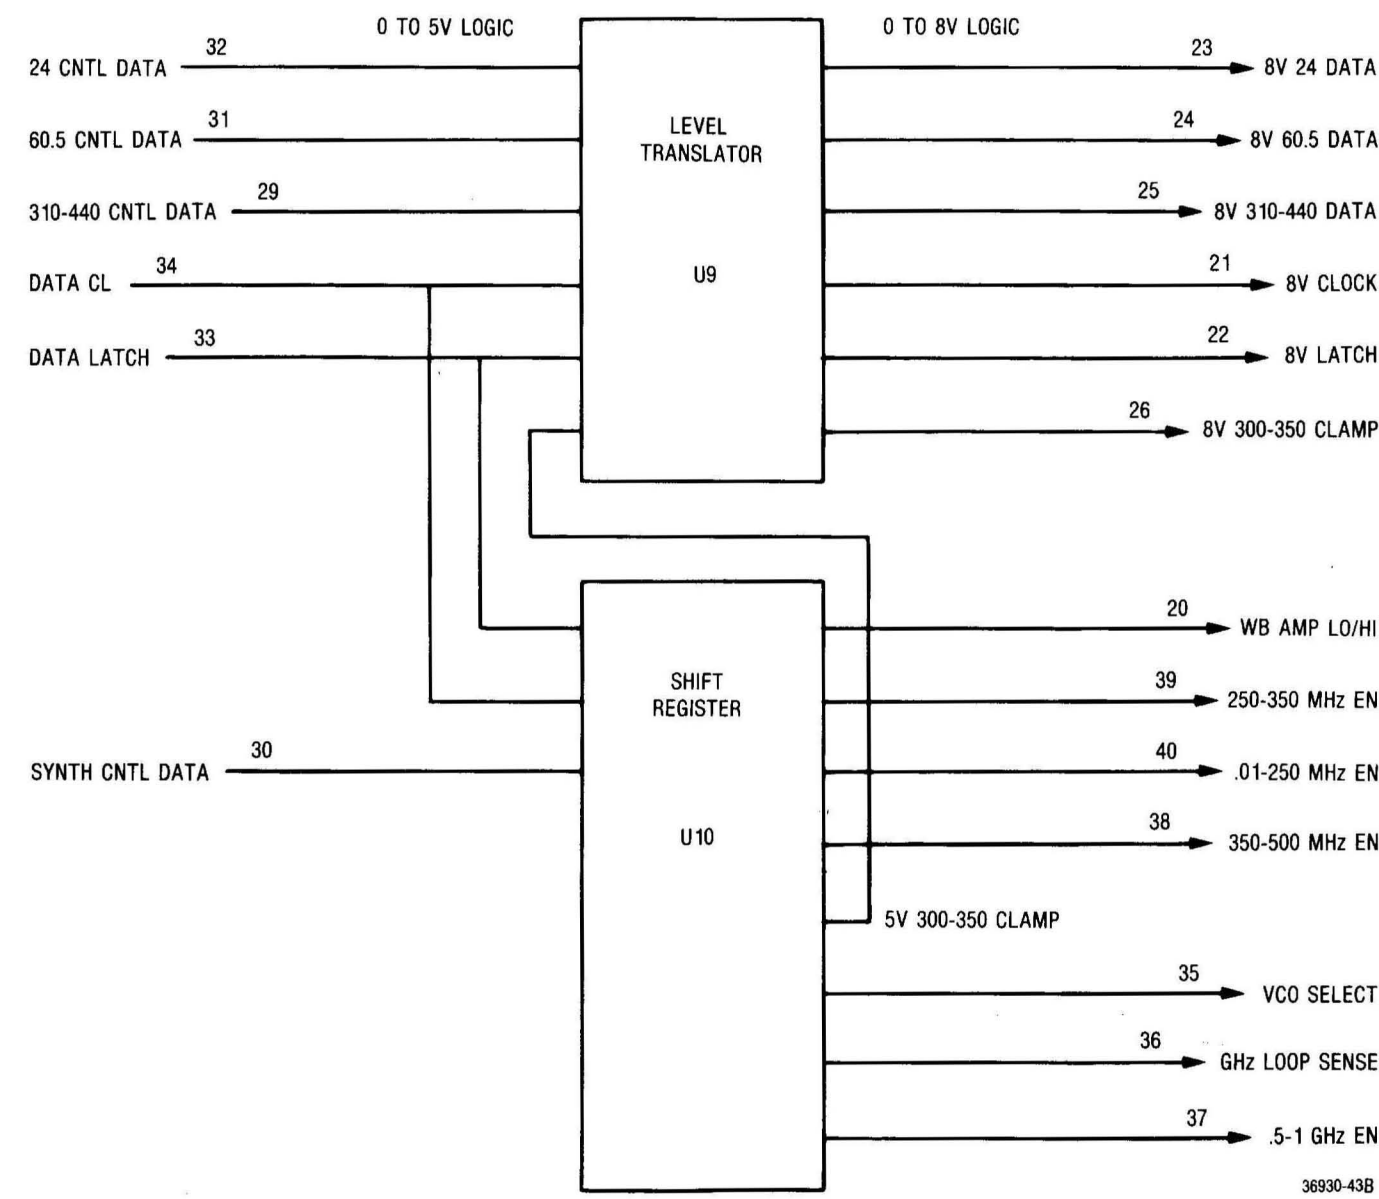 0 TO 5V LOGIC
0 TO 8V LOGIC
24 CNTL DATA
32
23
8V 24 DATA
60.5 CNTL DATA
31
LEVEL
TRANSLATOR
24
8V 60.5 DATA
310-440 CNTL DATA
29
25
8V 310-440 DATA
DATA CL
34
U9
21
8V CLOCK
DATA LATCH
33
22
8V LATCH
26
8V 300-350 CLAMP
20
WB AMP LO/HI
SHIFT
REGISTER
39
250-350 MHz EN
SYNTH CNTL DATA
30
40
.01-250 MHz EN
U10
38
350-500 MHz EN
5V 300-350 CLAMP
35
VCO SELECT
36
GHz LOOP SENSE
37
.5-1 GHz EN
36930-43B